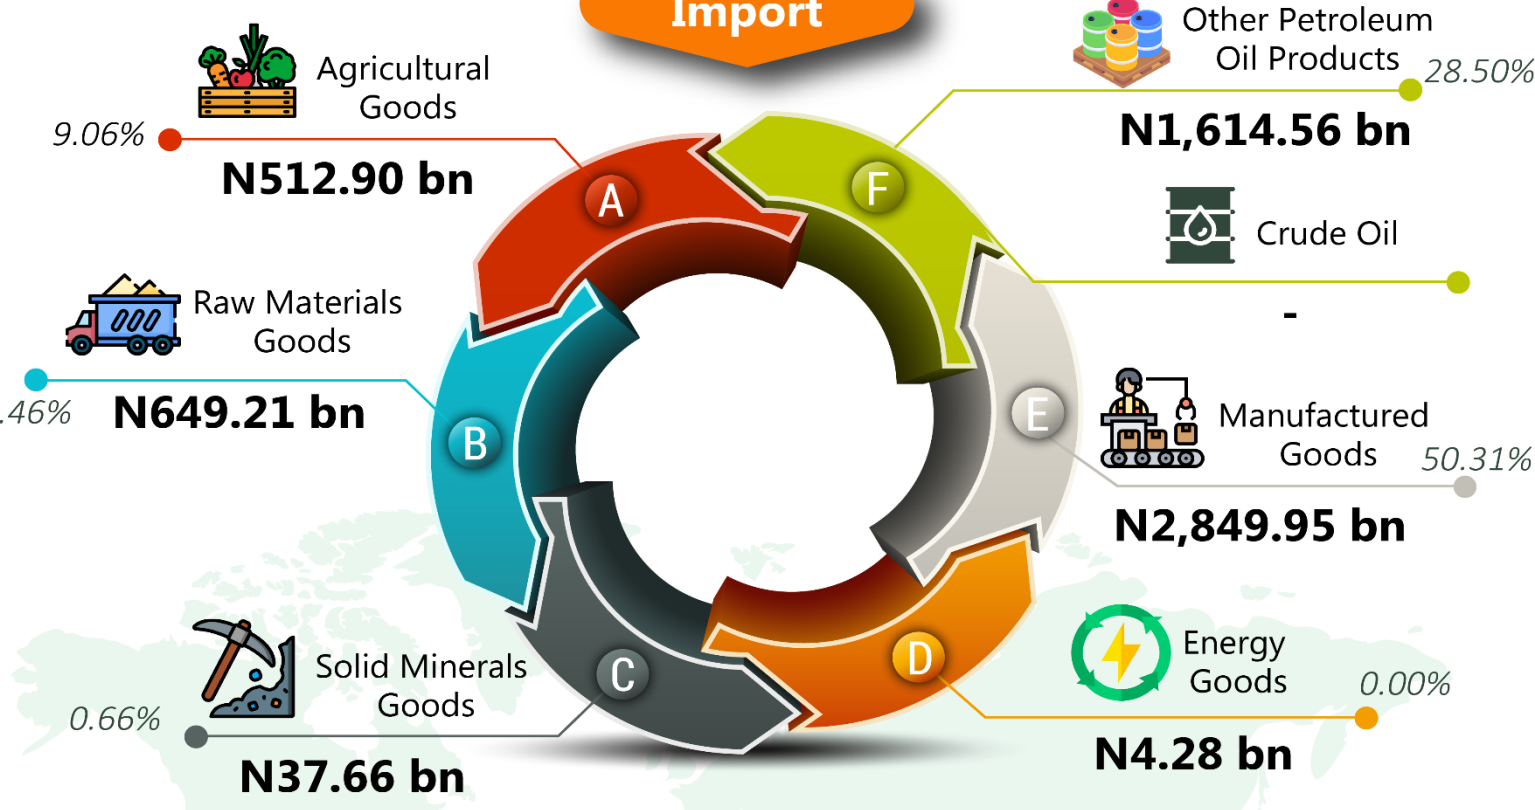 Import
Agricultural
Goods
9.06%
N512.90 bn
Raw Materials
Goods
.46%
N649.21 bn
Solid Minerals
Goods
0.66%
N37.66 bn
Other Petroleum
Oil Products
28.50%
N1,614.56 bn
Crude Oil
-
Manufactured
Goods
50.31%
N2,849.95 bn
Energy
Goods
0.00%
N4.28 bn
A
B
C
D
E
F